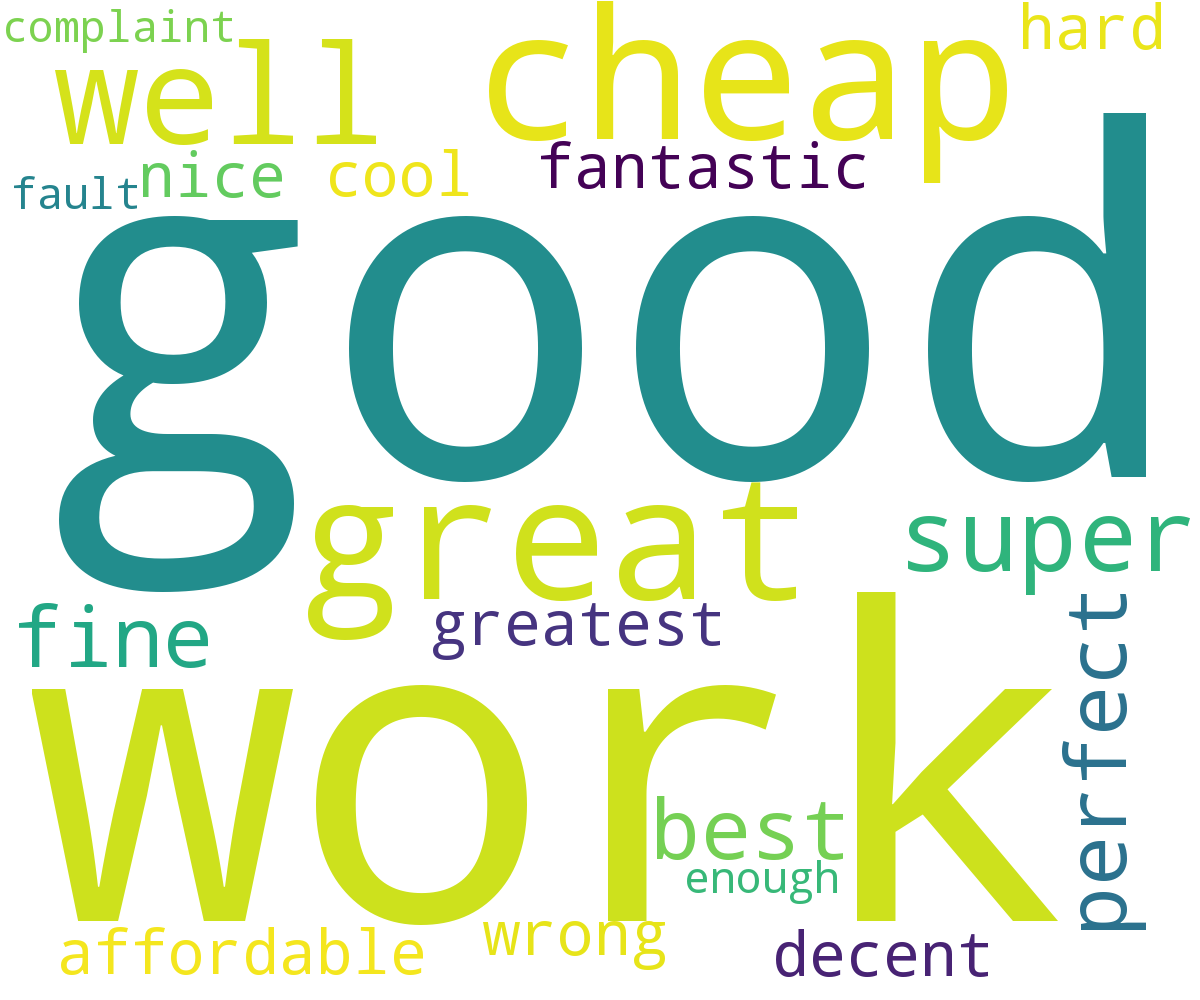 complaint
well
cheap
hard
fault
nice
cool
fantastic
good
great
super
fine
greatest
perfect
work
best
enough
affordable
wrong
decent